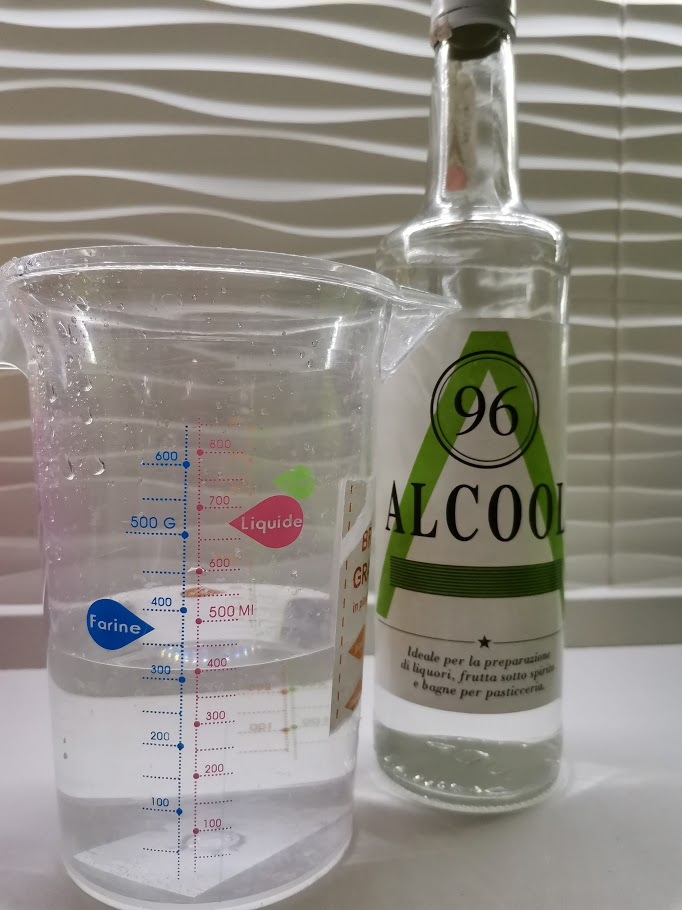 600
800
700
500 G
Liquide
600
400
500 Ml
Farine
400
300
300
200
200
100
100
96
ALCOOL
Ideale per la preparazione
di liquori, frutta sotto spirito
e bagne per pasticceria.